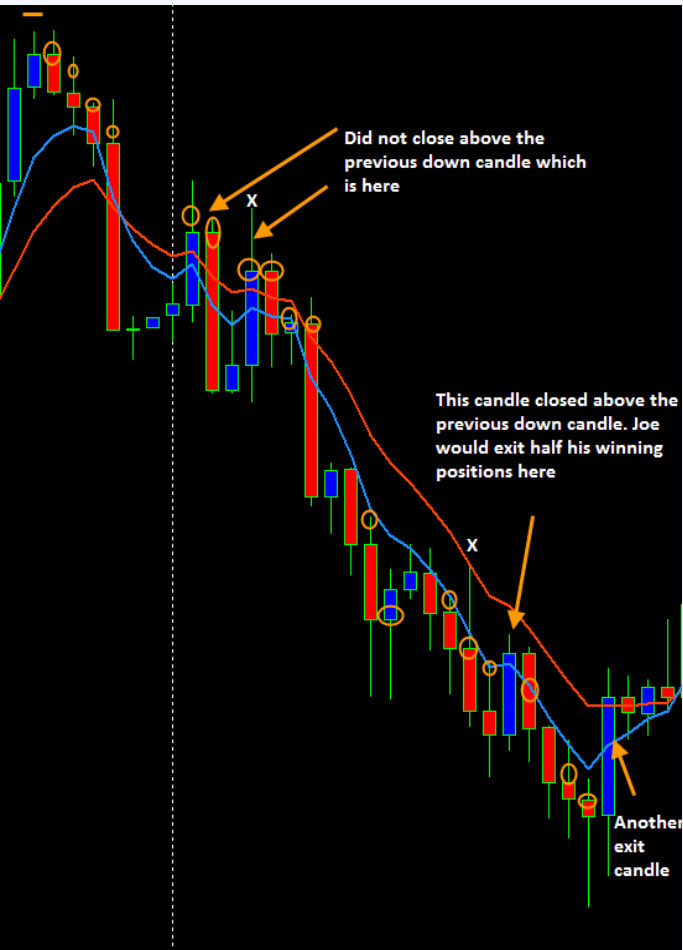 Did not close above the
previous down candle which
is here
X
This candle closed above the
previous down candle. Joe
would exit half his winning
positions here
X
Another
exit
candle